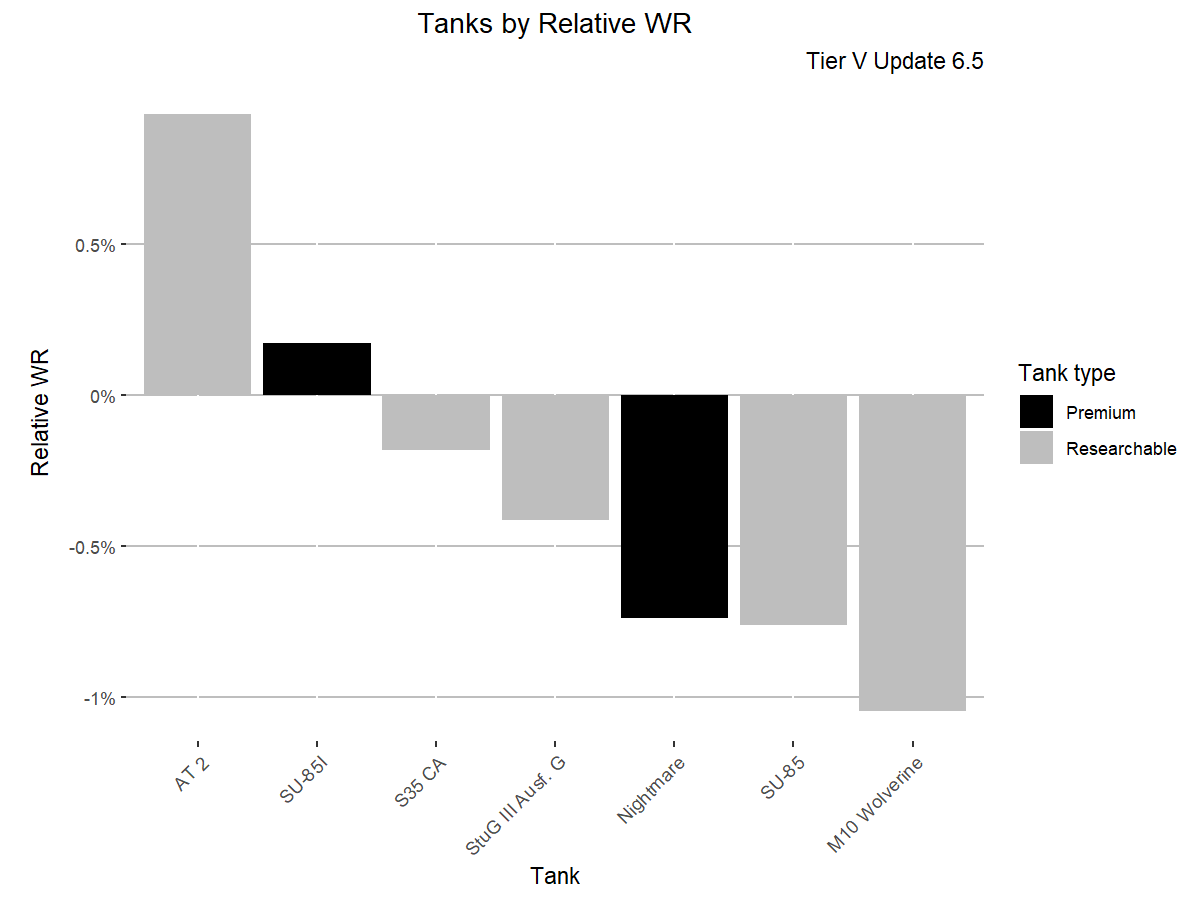 Tanks by Relative WR
Tier V Update 6.5
Relative WR
0.5%
0%
-0.5%
-1%
AT 2
SU-85I
S35 CA
StuG III Ausf. G
Nightmare
SU-85
M10 Wolverine
Tank
Tank type
Premium
Researchable